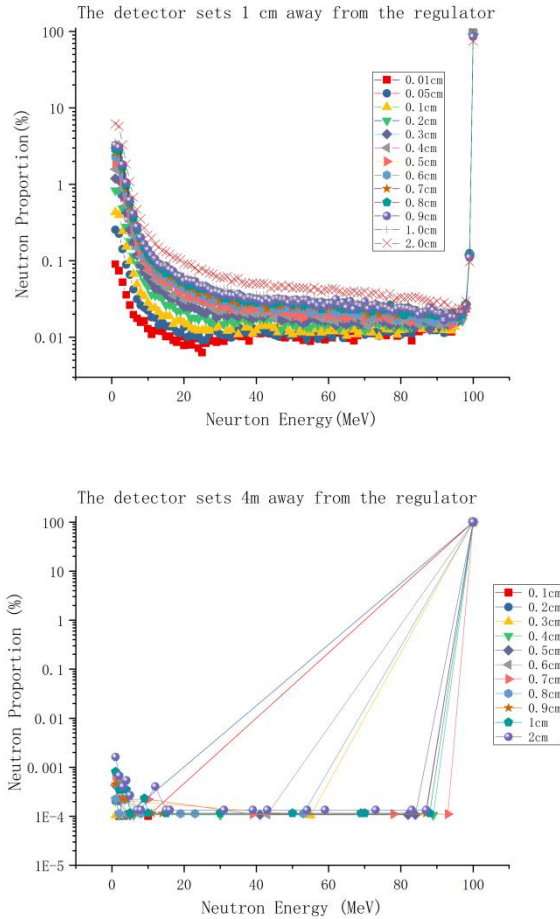 The detector sets 1 cm away from the regulator
Neutron Proportion(%)
100
10
1
0.1
0.01
0.01cm
0.05cm
0.1cm
0.2cm
0.3cm
0.4cm
0.5cm
0.6cm
0.7cm
0.8cm
0.9cm
1.0cm
2.0cm
0 20 40 60 80 100
Neurton Energy(MeV)
The detector sets 4m away from the regulator
Neutron Proportion (%)
100
10
1
0.1
0.01
0.001
1E-4
1E-5
0.1cm
0.2cm
0.3cm
0.4cm
0.5cm
0.6cm
0.7cm
0.8cm
0.9cm
1cm
2cm
0 20 40 60 80 100
Neutron Energy (MeV)